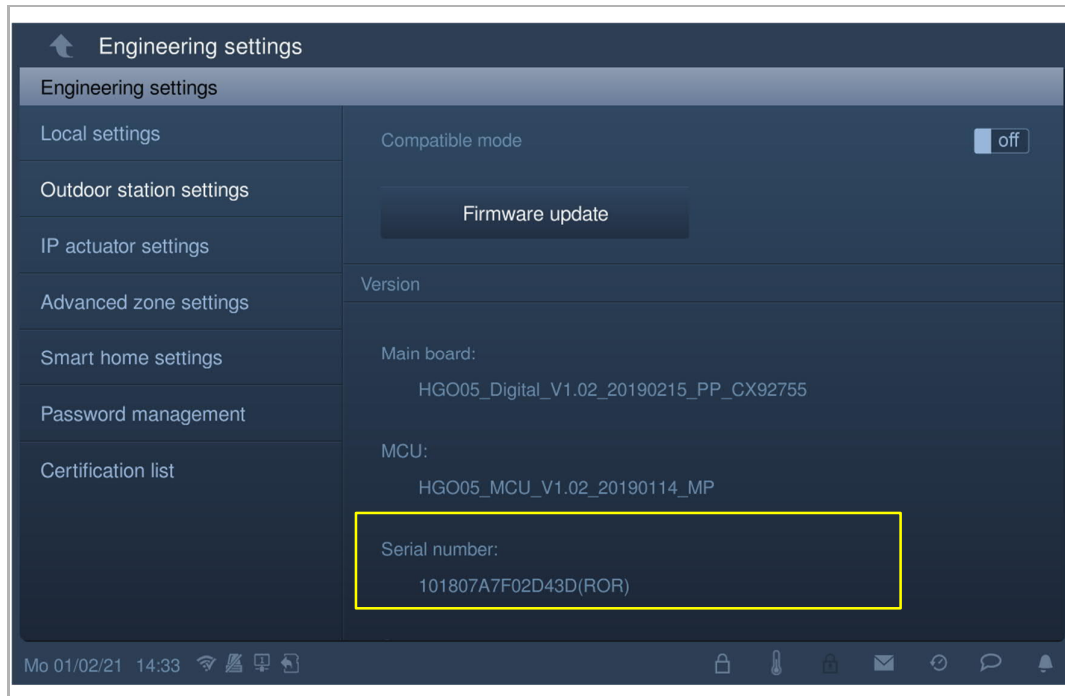 Engineering settings
Engineering settings
Local settings
Outdoor station settings
IP actuator settings
Advanced zone settings
Smart home settings
Password management
Certification list
Compatible mode
off
Firmware update
Version
Main board:
HGO05_Digital_V1.02_20190215_PP_CX92755
MCU:
HGO05_MCU_V1.02_20190114_MP
Serial number:
101807A7F02D43D(ROR)
Mo 01/02/21 14:33